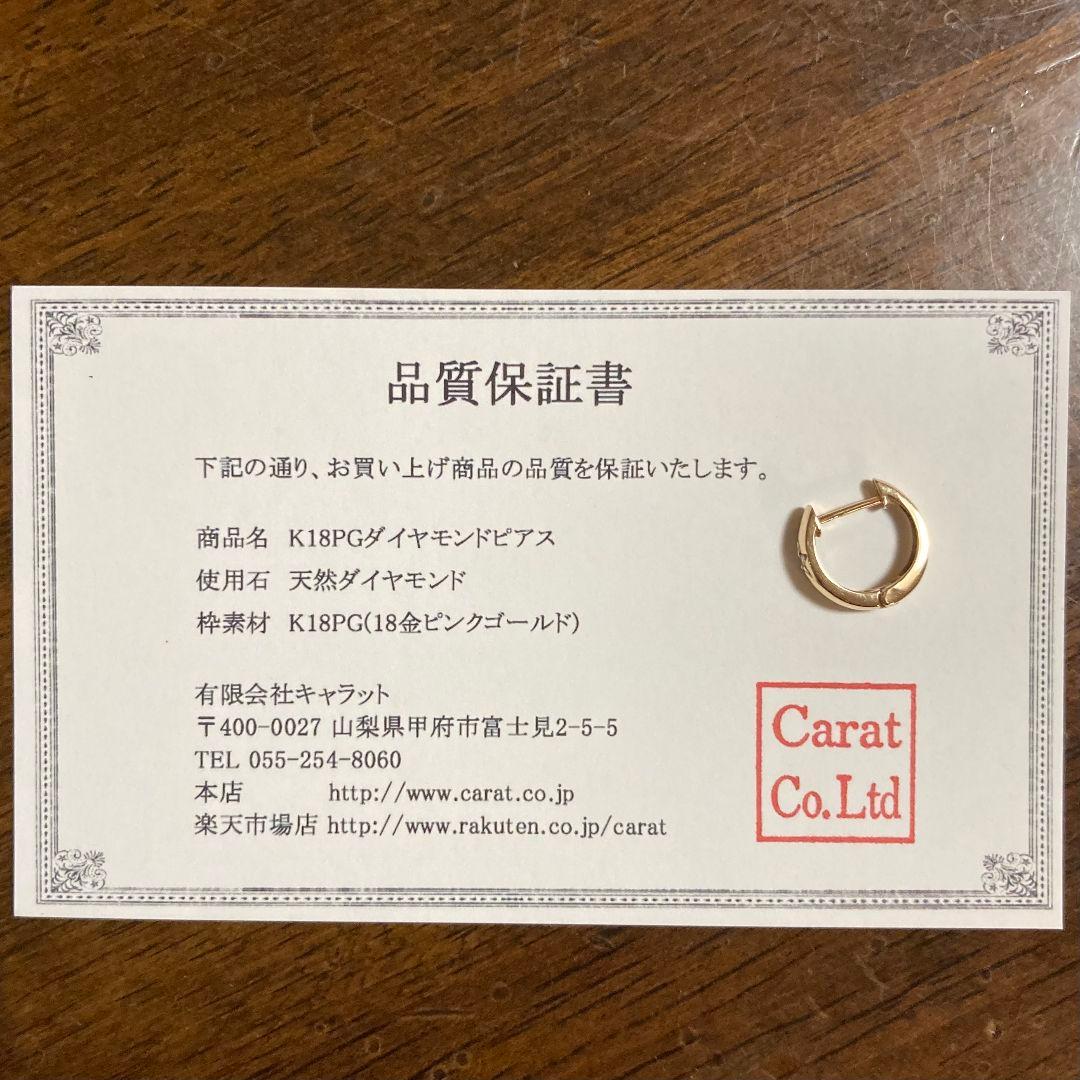 品質保証書
下記の通り、お買い上げ商品の品質を保証いたします。
商品名 K18PGダイヤモンドピアス
使用石 天然ダイヤモンド
枠素材 K18PG(18金ピンクゴールド)
有限会社キャラット
〒400-0027 山梨県甲府市富士見2-5-5
TEL 055-254-8060
本店 http://www.carat.co.jp
楽天市場店 http://www.rakuten.co.jp/carat
Carat
Co.Ltd